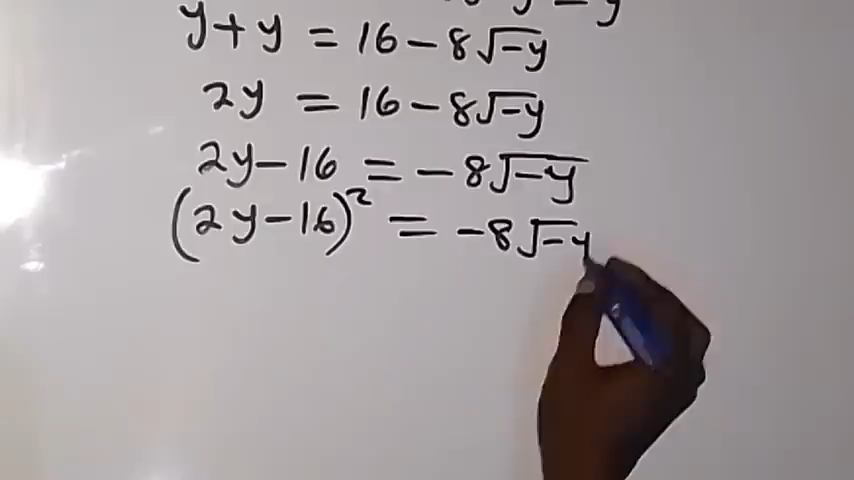 y+y = 16-8√-y
2y = 16-8√-y
2y-16 = -8√-y
(2y-16)² = -8√-y